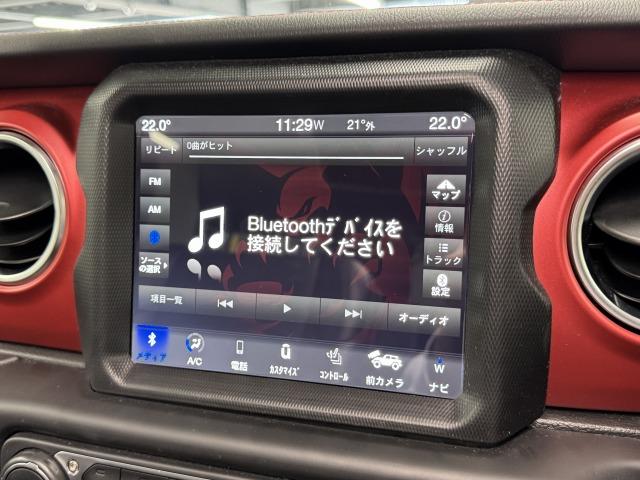 22.0° 11:29W 21°外 22.0°
リピート 0曲がヒット シャッフル
FM
AM
ソース
の選択
Bluetoothデバイスを
接続してください
マップ
情報
トラック
設定
項目一覧 オーディオ
メディア A/C 電話 カスタマイズ コントロール 前カメラ W ナビ